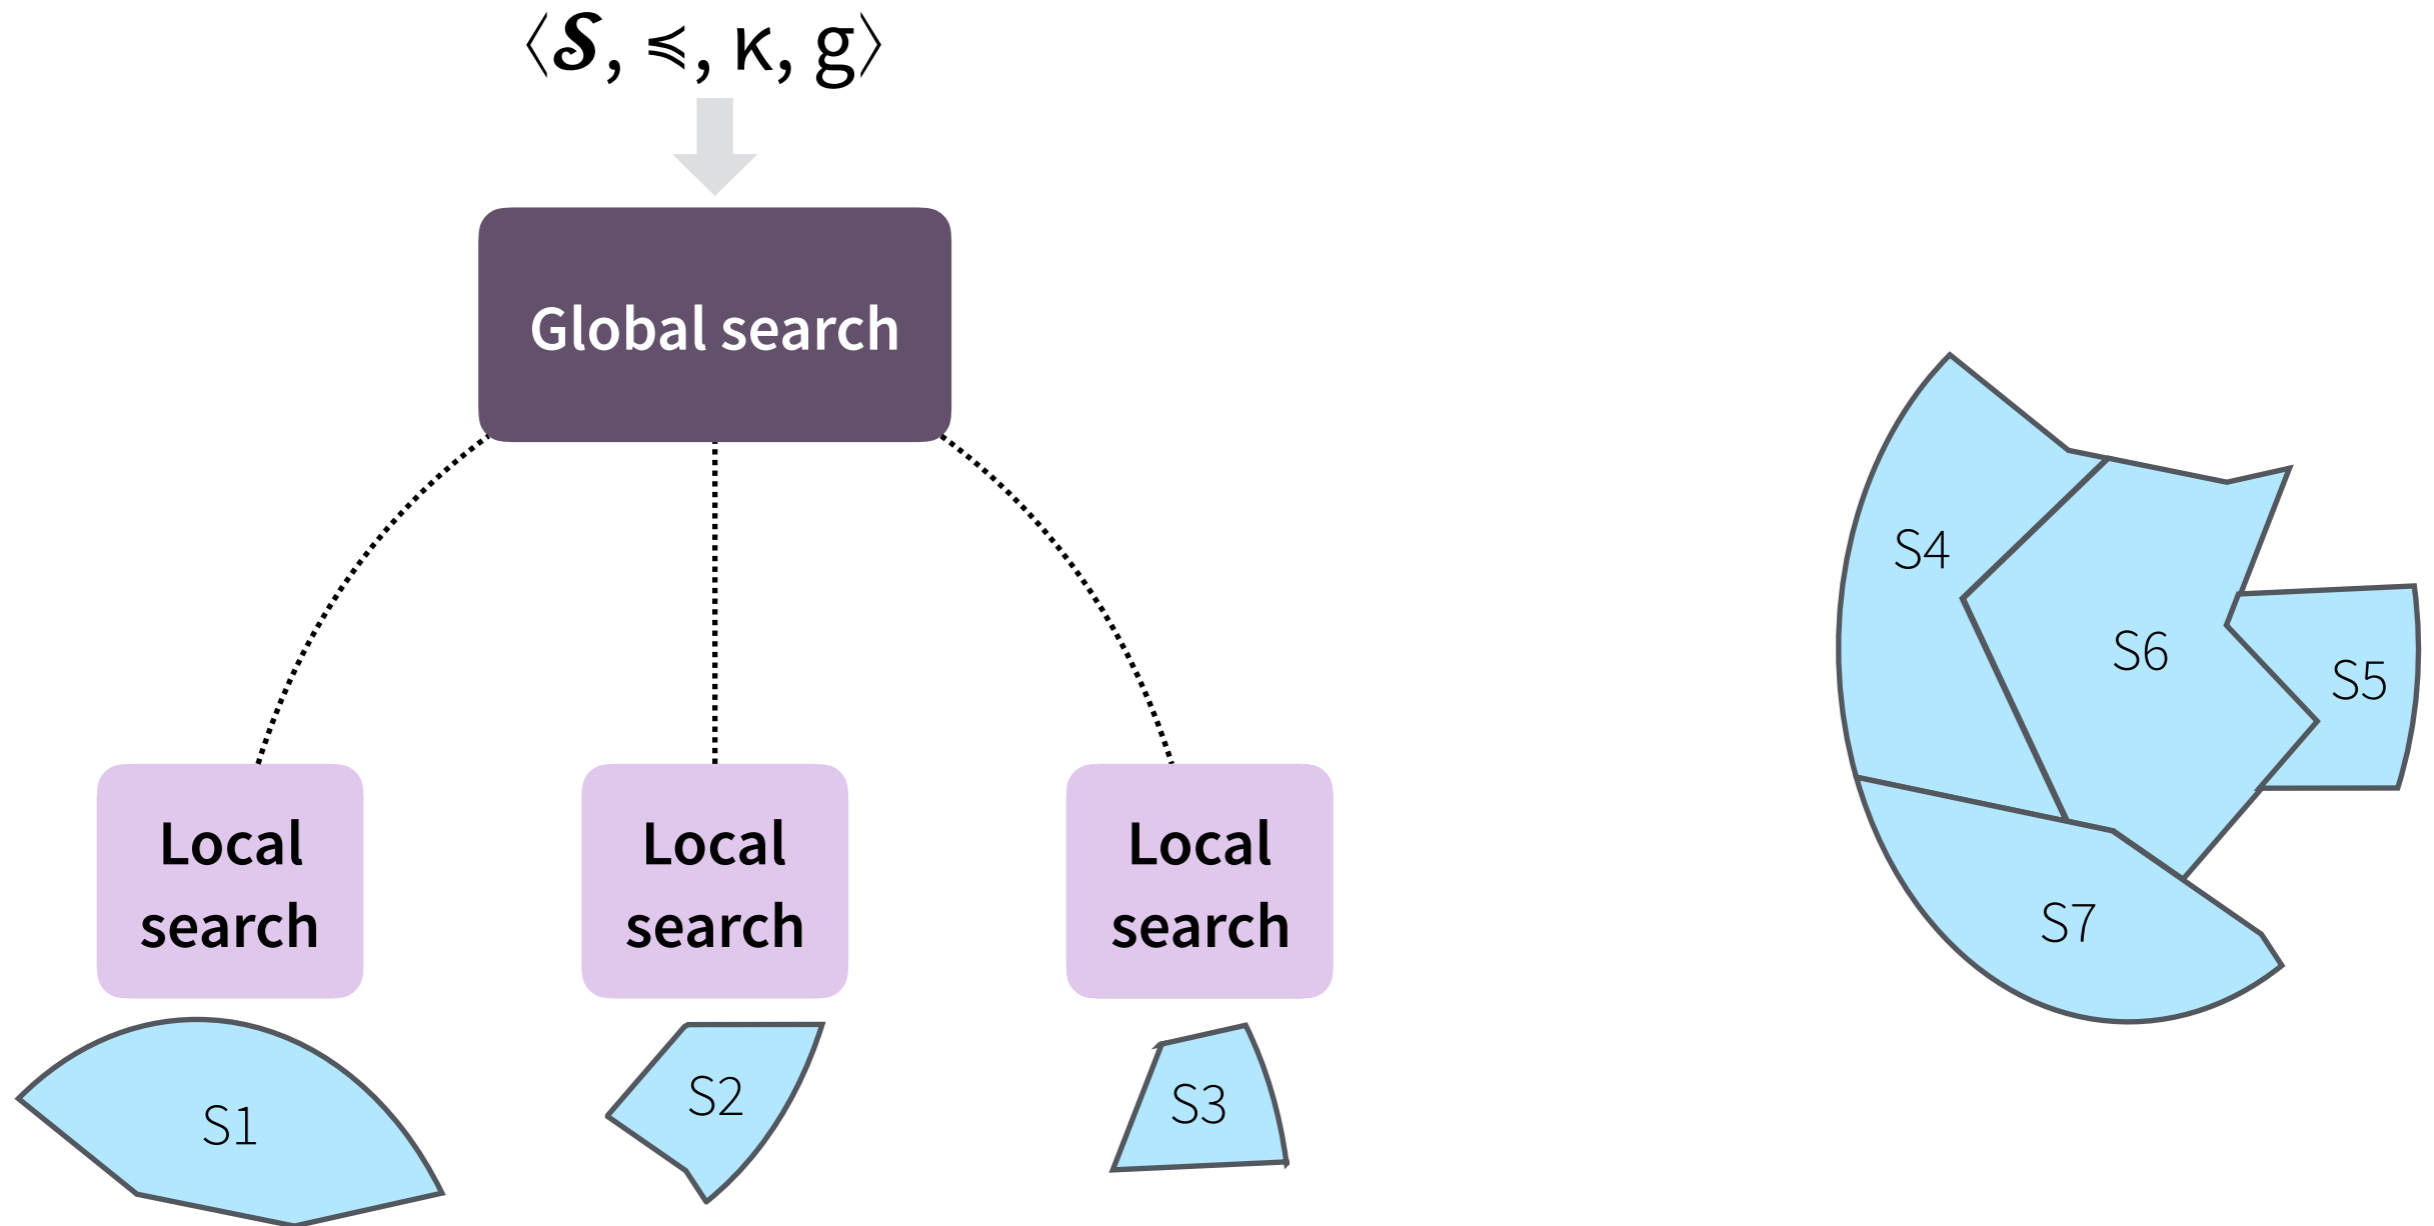 ⟨𝓢, ≼, κ, g⟩
Global search
Local
search
Local
search
Local
search
S1
S2
S3
S4
S6
S5
S7